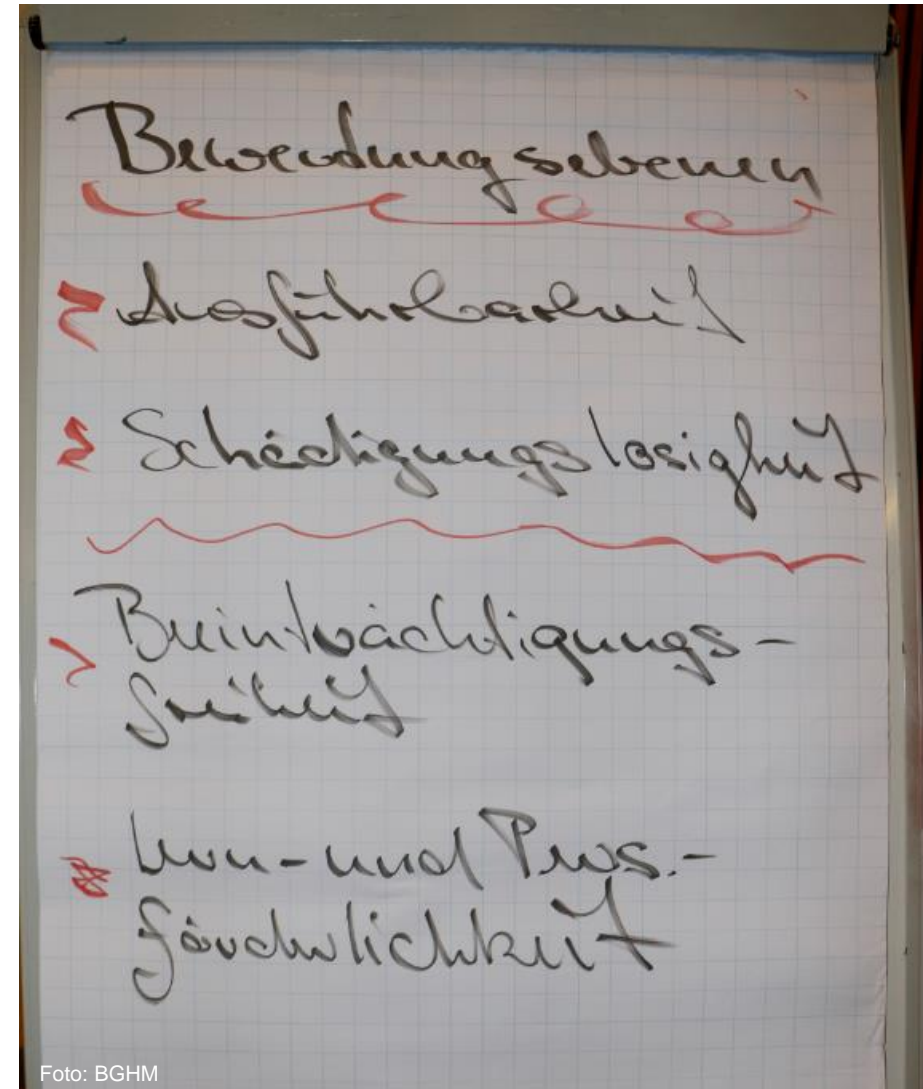 Bewertungsebenen
Ausführbarkeit
Schädigungslosigkeit
Beeinträchtigungs-
freiheit
Lern- und Pers.-
förderlichkeit
Foto: BGHM